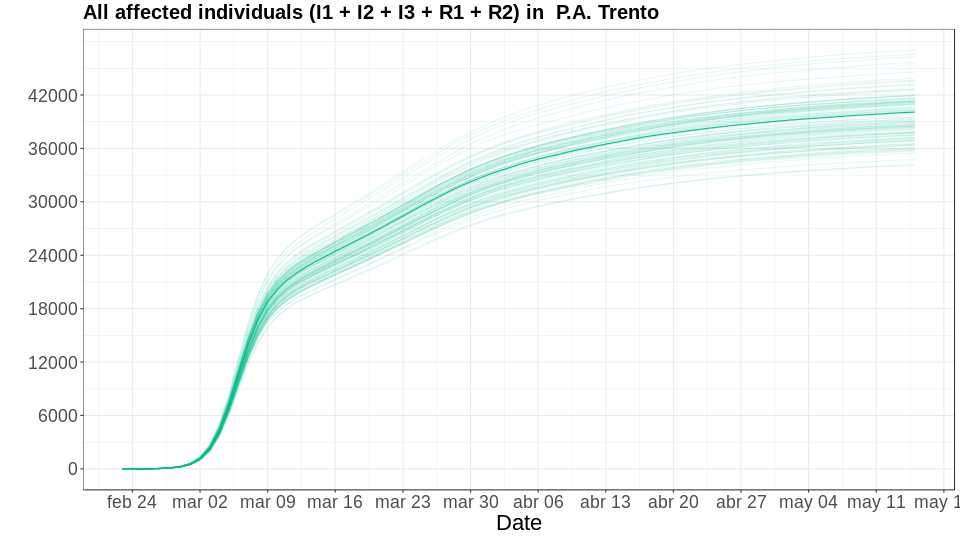 All affected individuals (I1 + I2 + I3 + R1 + R2) in  P.A. Trento
42000
36000
30000
24000
18000
12000
6000
0
feb 24 mar 02 mar 09 mar 16 mar 23 mar 30 abr 06 abr 13 abr 20 abr 27 may 04 may 11 may 1
Date